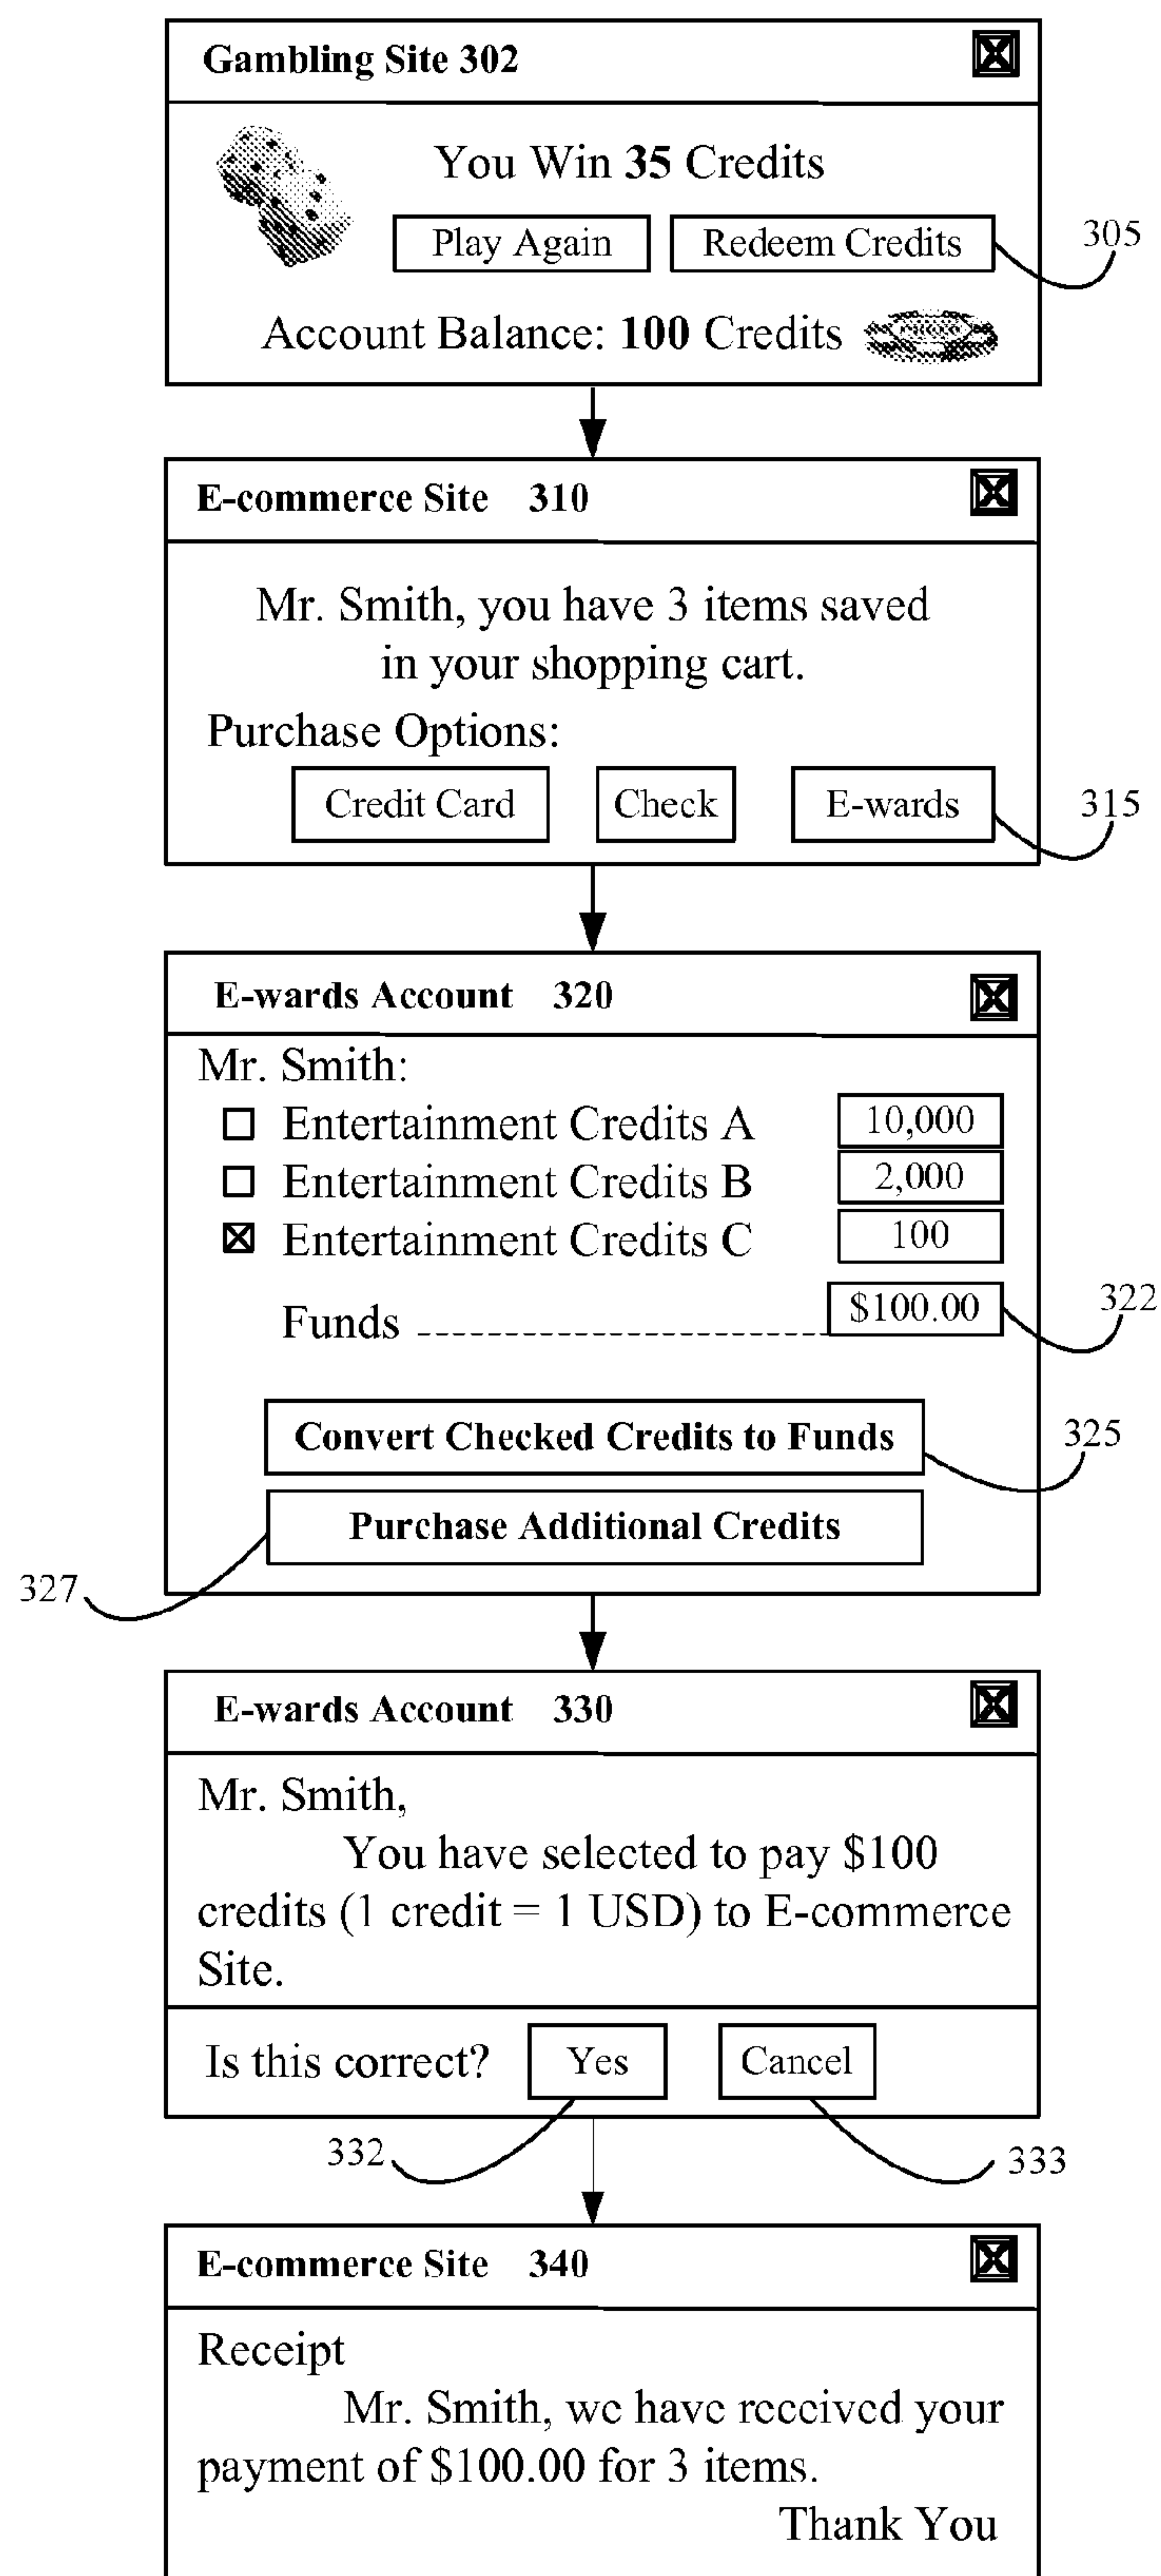 Gambling Site 302
You Win 35 Credits
Play Again Redeem Credits
305
Account Balance: 100 Credits
E-commerce Site 310
Mr. Smith, you have 3 items saved
in your shopping cart.
Purchase Options:
Credit Card Check E-wards
315
E-wards Account 320
Mr. Smith:
Entertainment Credits A 10,000
Entertainment Credits B 2,000
Entertainment Credits C 100
Funds $100.00
322
Convert Checked Credits to Funds
325
Purchase Additional Credits
327
E-wards Account 330
Mr. Smith,
You have selected to pay $100
credits (1 credit = 1 USD) to E-commerce
Site.
Is this correct? Yes Cancel
332
333
E-commerce Site 340
Receipt
Mr. Smith, we have received your
payment of $100.00 for 3 items.
Thank You